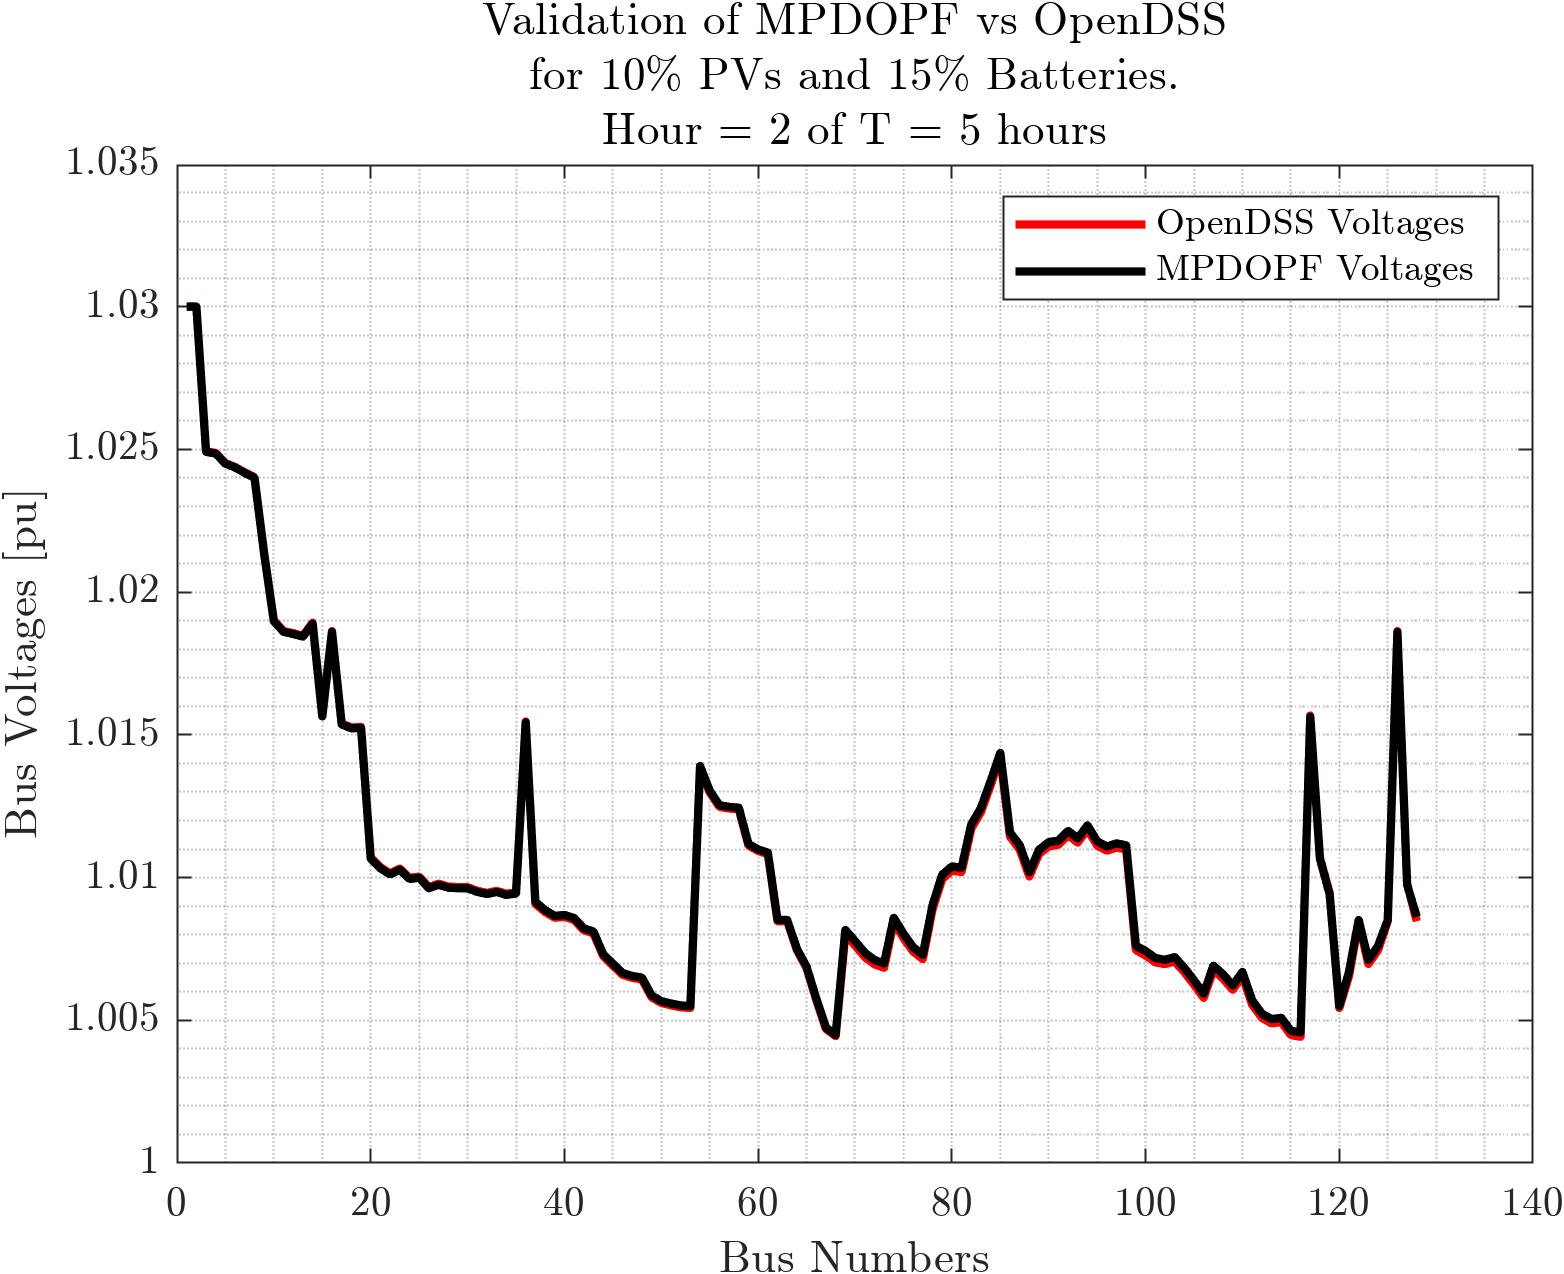 Validation of MPDOPF vs OpenDSS
for 10% PVs and 15% Batteries.
Hour = 2 of T = 5 hours
1.035
1.03
1.025
1.02
1.015
1.01
1.005
1
Bus Voltages [pu]
OpenDSS Voltages
MPDOPF Voltages
0 20 40 60 80 100 120 140
Bus Numbers